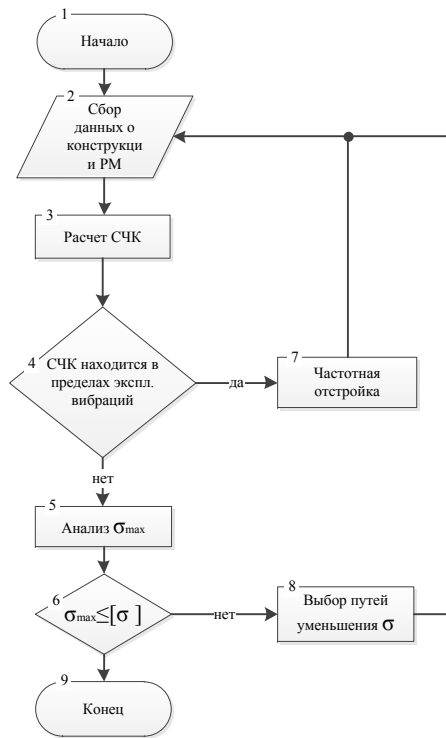 1
Начало
2
Сбор
данных о
конструкци
и РМ
3
Расчет СЧК
4
СЧК находится в
пределах экспл.
вибраций
да
7
Частотная
отстройка
нет
5
Анализ σmax
6
σmax≤[σ ]
нет
8
Выбор путей
уменьшения σ
9
Конец